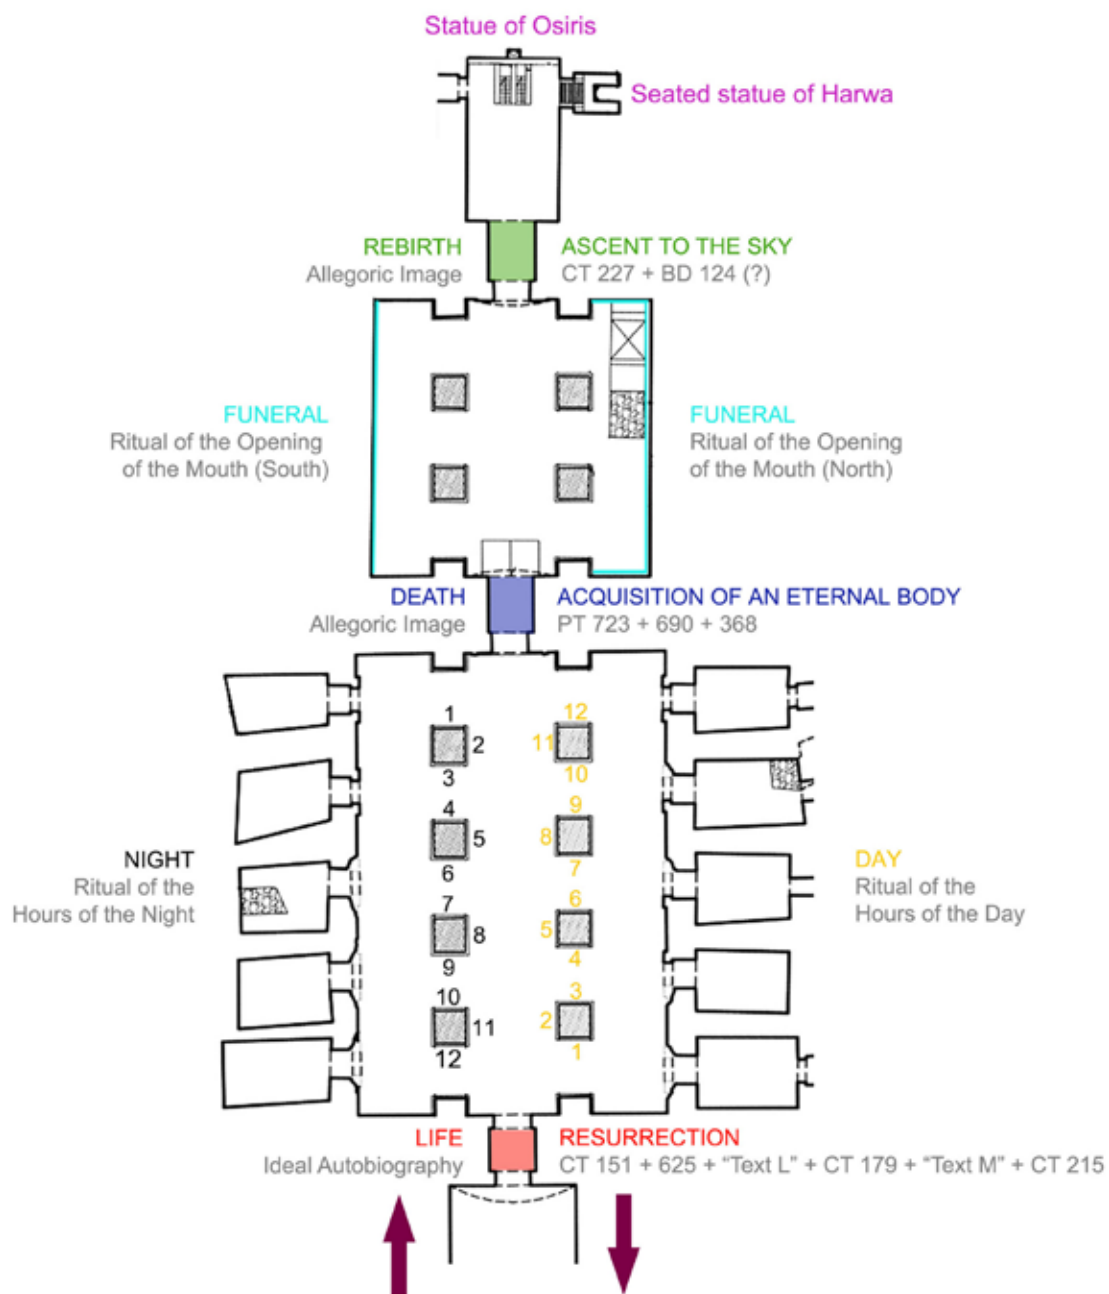 Statue of Osiris
Seated statue of Harwa
REBIRTH
Allegoric Image
ASCENT TO THE SKY
CT 227 + BD 124 (?)
FUNERAL
Ritual of the Opening
of the Mouth (South)
FUNERAL
Ritual of the Opening
of the Mouth (North)
DEATH
Allegoric Image
ACQUISITION OF AN ETERNAL BODY
PT 723 + 690 + 368
NIGHT
Ritual of the
Hours of the Night
1
2
3
4
5
6
7
8
9
10
11
12
12
11
10
9
8
7
6
5
4
3
2
1
DAY
Ritual of the
Hours of the Day
LIFE
Ideal Autobiography
RESURRECTION
CT 151 + 625 + “Text L” + CT 179 + “Text M” + CT 215